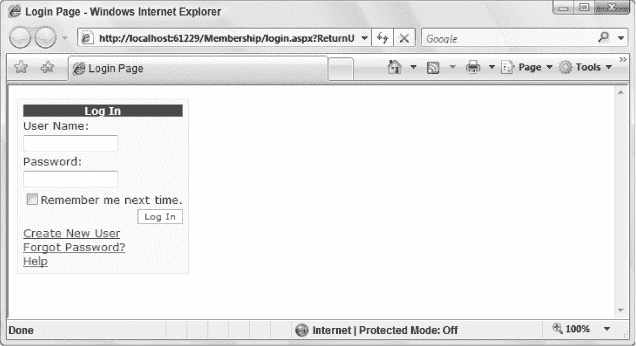 Login Page - Windows Internet Explorer
http://localhost:61229/Membership/login.aspx?ReturnU
Google
Login Page
Page
Tools
Log In
User Name:
Password:
Remember me next time.
Log In
Create New User
Forgot Password?
Help
Done
Internet | Protected Mode: Off
100%